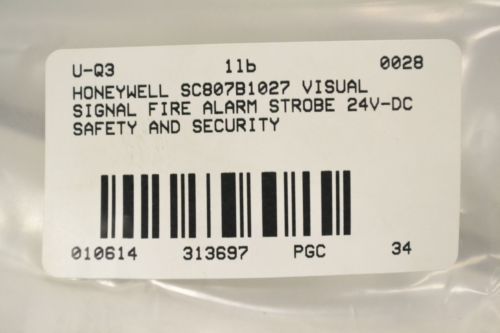 U-Q3 1lb 0028
HONEYWELL SC807B1027 VISUAL
SIGNAL FIRE ALARM STROBE 24V-DC
SAFETY AND SECURITY
010614 313697 PGC 34